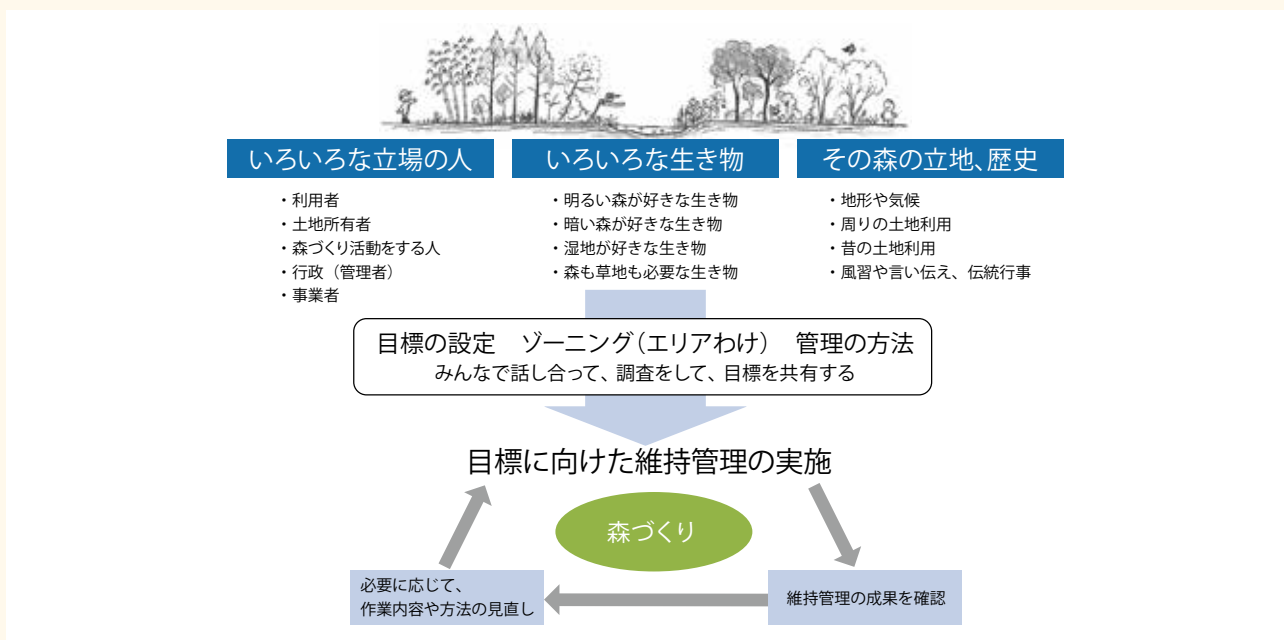 いろいろな立場の人
・利用者
・土地所有者
・森づくり活動をする人
・行政（管理者）
・事業者
いろいろな生き物
・明るい森が好きな生き物
・暗い森が好きな生き物
・湿地が好きな生き物
・森も草地も必要な生き物
その森の立地、歴史
・地形や気候
・周りの土地利用
・昔の土地利用
・風習や言い伝え、伝統行事
目標の設定　ゾーニング（エリアわけ）　管理の方法
みんなで話し合って、調査をして、目標を共有する
目標に向けた維持管理の実施
森づくり
必要に応じて、
作業内容や方法の見直し
維持管理の成果を確認